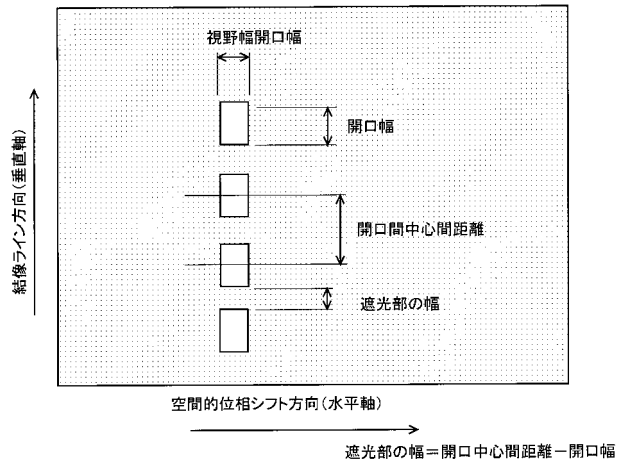 視野幅開口幅
開口幅
結像ライン方向(垂直軸)
開口間中心間距離
遮光部の幅
空間的位相シフト方向(水平軸)
遮光部の幅=開口中心間距離-開口幅